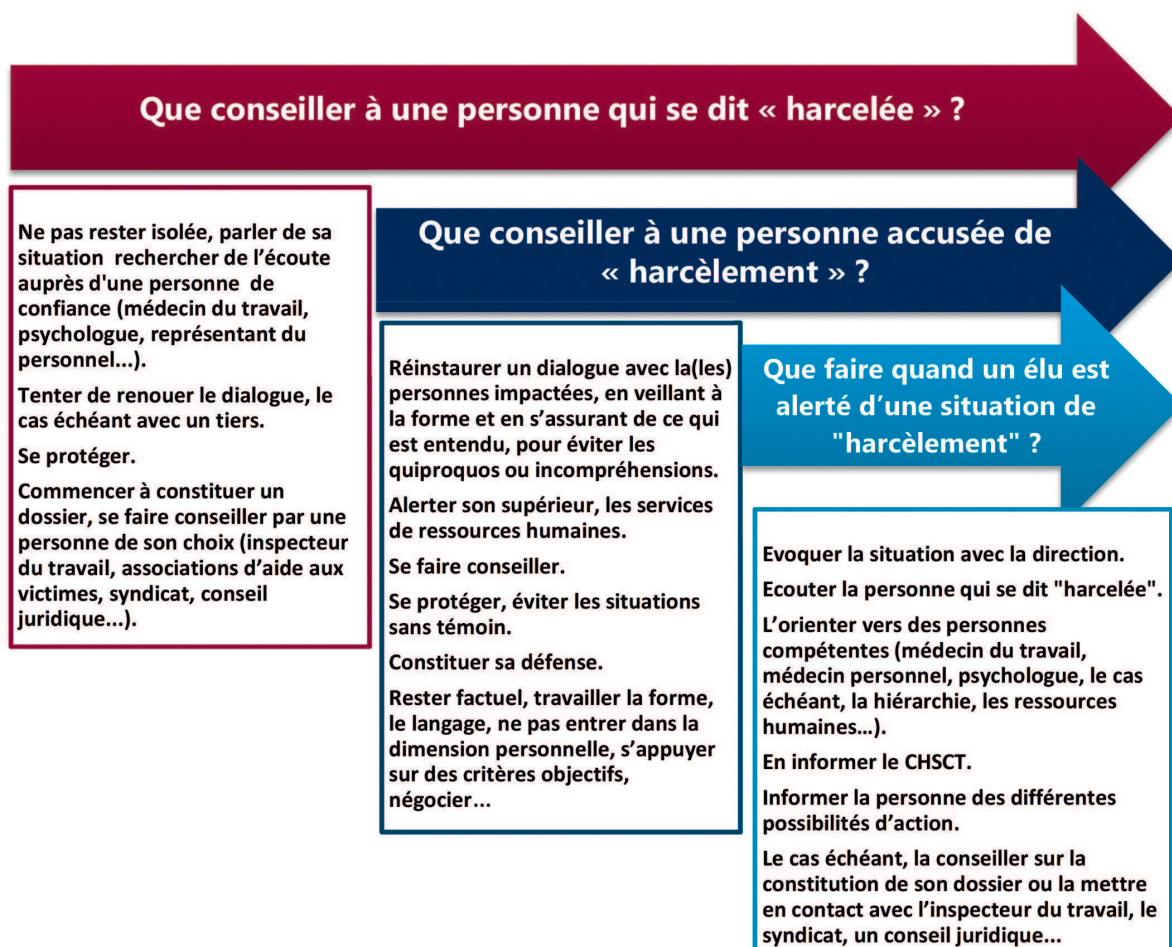 Que conseiller à une personne qui se dit « harcelée » ?
Ne pas rester isolée, parler de sa
situation rechercher de l’écoute
auprès d'une personne de
confiance (médecin du travail,
psychologue, représentant du
personnel...).
Tenter de renouer le dialogue, le
cas échéant avec un tiers.
Se protéger.
Commencer à constituer un
dossier, se faire conseiller par une
personne de son choix (inspecteur
du travail, associations d’aide aux
victimes, syndicat, conseil
juridique...).
Que conseiller à une personne accusée de
« harcèlement » ?
Réinstaurer un dialogue avec la(les)
personnes impactées, en veillant à
la forme et en s’assurant de ce qui
est entendu, pour éviter les
quiproquos ou incompréhensions.
Alerter son supérieur, les services
de ressources humaines.
Se faire conseiller.
Se protéger, éviter les situations
sans témoin.
Constituer sa défense.
Rester factuel, travailler la forme,
le langage, ne pas entrer dans la
dimension personnelle, s’appuyer
sur des critères objectifs,
négocier...
Que faire quand un élu est
alerté d’une situation de
"harcèlement" ?
Evoquer la situation avec la direction.
Ecouter la personne qui se dit "harcelée".
L’orienter vers des personnes
compétentes (médecin du travail,
médecin personnel, psychologue, le cas
échéant, la hiérarchie, les ressources
humaines…).
En informer le CHSCT.
Informer la personne des différentes
possibilités d’action.
Le cas échéant, la conseiller sur la
constitution de son dossier ou la mettre
en contact avec l’inspecteur du travail, le
syndicat, un conseil juridique...